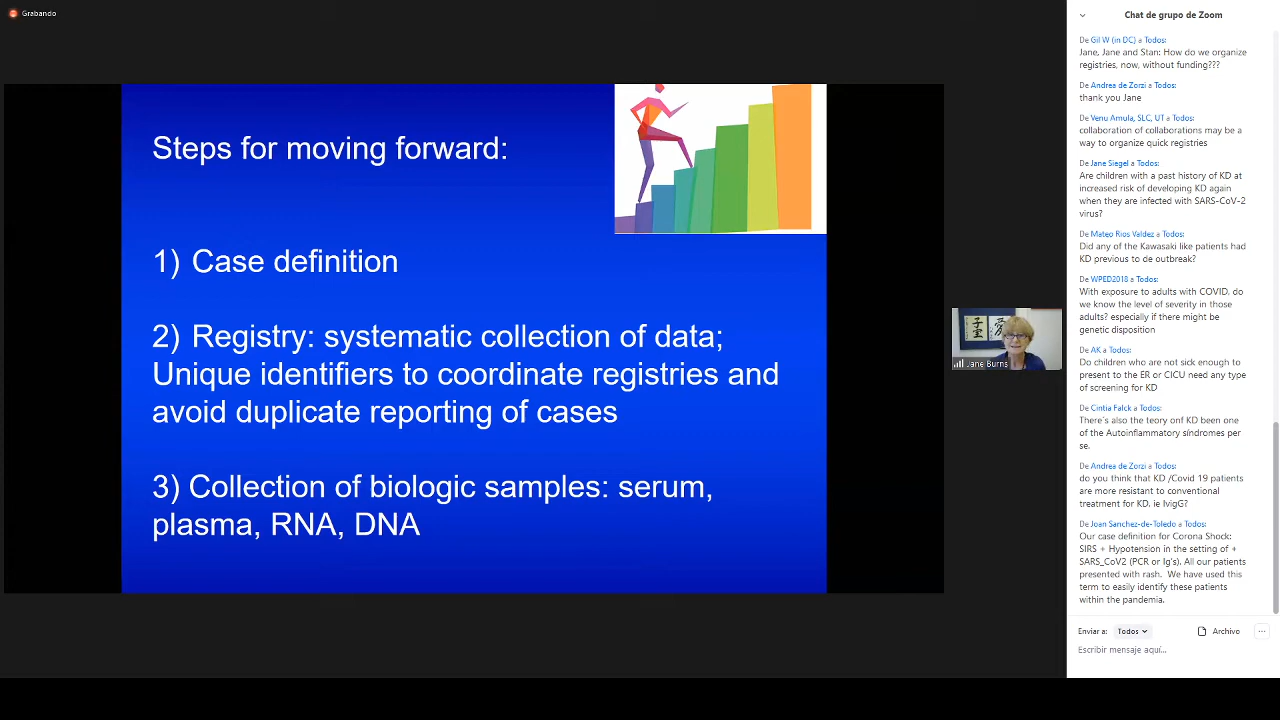 Grabando
Steps for moving forward:
1) Case definition
2) Registry: systematic collection of data;
Unique identifiers to coordinate registries and
avoid duplicate reporting of cases
3) Collection of biologic samples: serum,
plasma, RNA, DNA
Jane Burns
Chat de grupo de Zoom
De Gil W (in DC) a Todos:
Jane, Jane and Stan: How do we organize
registries, now, without funding???
De Andrea de Zorzi a Todos:
thank you Jane
De Venu Amula, SLC, UT a Todos:
collaboration of collaborations may be a
way to organize quick registries
De Jane Siegel a Todos:
Are children with a past history of KD at
increased risk of developing KD again
when they are infected with SARS-CoV-2
virus?
De Mateo Rios Valdez a Todos:
Did any of the Kawasaki like patients had
KD previous to de outbreak?
De WPED2018 a Todos:
With exposure to adults with COVID, do
we know the level of severity in those
adults? especially if there might be
genetic disposition
De AK a Todos:
Do children who are not sick enough to
present to the ER or CICU need any type
of screening for KD
De Cintia Falck a Todos:
There´s also the teory onf KD been one
of the Autoinflammatory síndromes per
se.
De Andrea de Zorzi a Todos:
do you think that KD /Covid 19 patients
are more resistant to conventional
treatment for KD. ie IvigG?
De Joan Sanchez-de-Toledo a Todos:
Our case definition for Corona Shock:
SIRS + Hypotension in the setting of +
SARS_CoV2 (PCR or Ig's). All our patients
presented with rash.  We have used this
term to easily identify these patients
within the pandemia.
Enviar a: Todos Archivo
Escribir mensaje aquí...